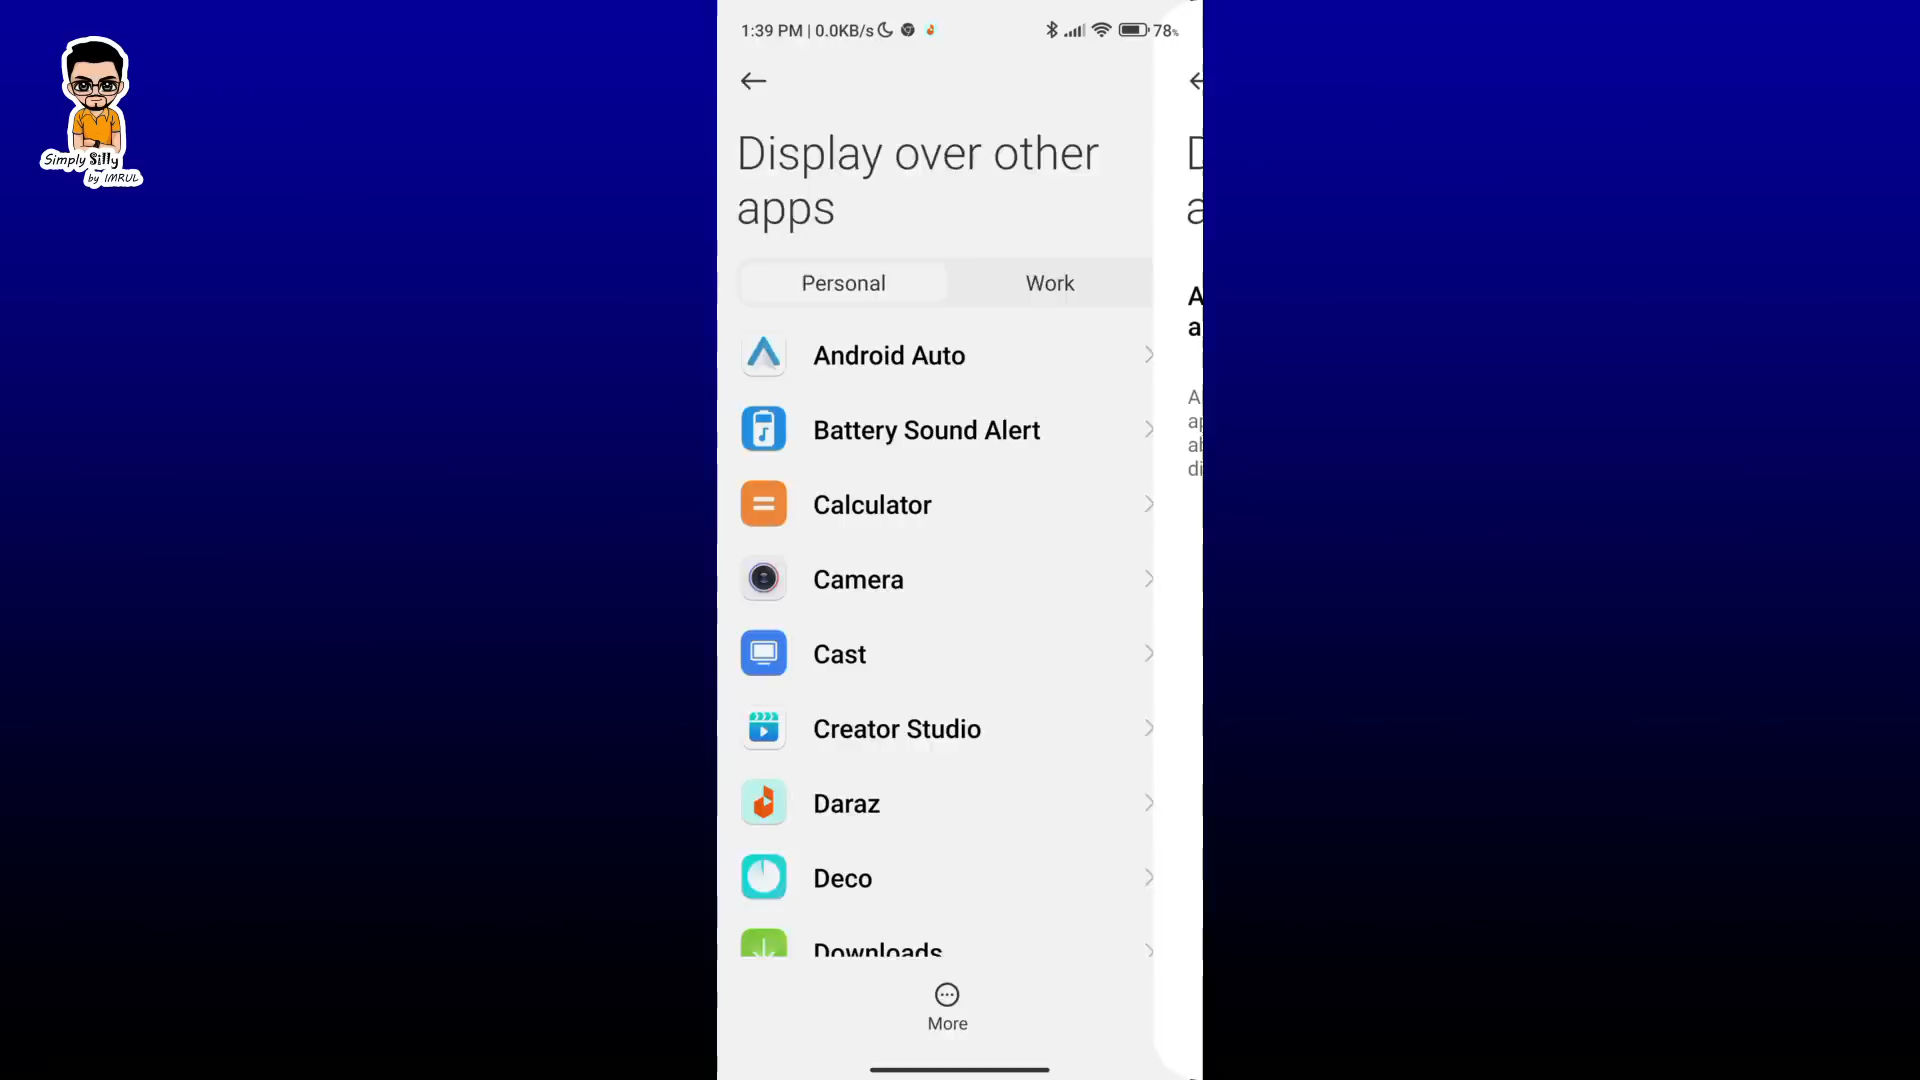 Simply Silly
by IMRUL
1:39 PM | 0.0KB/s
78%
Display over other
apps
Personal
Work
Android Auto
Battery Sound Alert
Calculator
Camera
Cast
Creator Studio
Daraz
Deco
Downloads
More